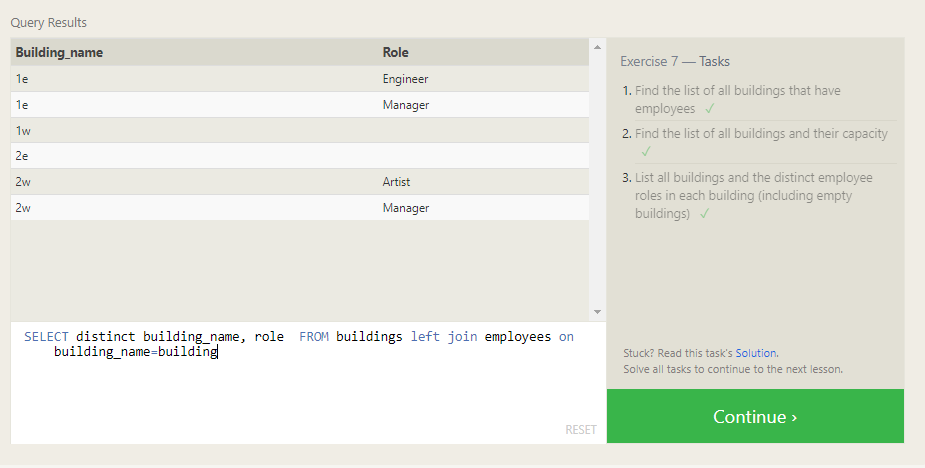 Query Results
Building_name Role
1e Engineer
1e Manager
1w
2e
2w Artist
2w Manager
SELECT distinct building_name, role  FROM buildings left join employees on
building_name=building
RESET
Exercise 7 — Tasks
1. Find the list of all buildings that have
employees ✓
2. Find the list of all buildings and their capacity
✓
3. List all buildings and the distinct employee
roles in each building (including empty
buildings) ✓
Stuck? Read this task's Solution.
Solve all tasks to continue to the next lesson.
Continue ›